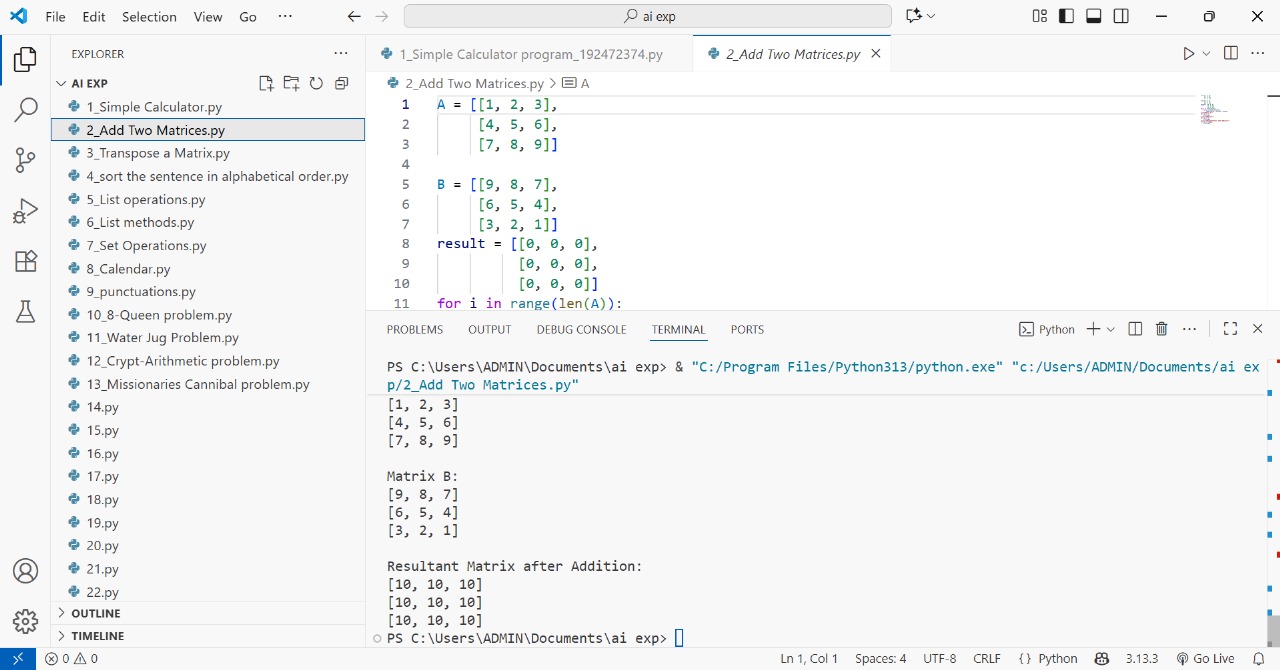 File Edit Selection View Go ··· ai exp
EXPLORER ···
AI EXP
1_Simple Calculator.py
2_Add Two Matrices.py
3_Transpose a Matrix.py
4_sort the sentence in alphabetical order.py
5_List operations.py
6_List methods.py
7_Set Operations.py
8_Calendar.py
9_punctuations.py
10_8-Queen problem.py
11_Water Jug Problem.py
12_Crypt-Arithmetic problem.py
13_Missionaries Cannibal problem.py
14.py
15.py
16.py
17.py
18.py
19.py
20.py
21.py
22.py
OUTLINE
TIMELINE
1_Simple Calculator program_192472374.py 2_Add Two Matrices.py
2_Add Two Matrices.py > A
1 A = [[1, 2, 3],
2 [4, 5, 6],
3 [7, 8, 9]]
4
5 B = [[9, 8, 7],
6 [6, 5, 4],
7 [3, 2, 1]]
8 result = [[0, 0, 0],
9 [0, 0, 0],
10 [0, 0, 0]]
11 for i in range(len(A)):
PROBLEMS OUTPUT DEBUG CONSOLE TERMINAL PORTS Python
PS C:\Users\ADMIN\Documents\ai exp> & "C:/Program Files/Python313/python.exe" "c:/Users/ADMIN/Documents/ai ex
p/2_Add Two Matrices.py"
[1, 2, 3]
[4, 5, 6]
[7, 8, 9]
Matrix B:
[9, 8, 7]
[6, 5, 4]
[3, 2, 1]
Resultant Matrix after Addition:
[10, 10, 10]
[10, 10, 10]
[10, 10, 10]
PS C:\Users\ADMIN\Documents\ai exp>
0 0 Ln 1, Col 1 Spaces: 4 UTF-8 CRLF {} Python 3.13.3 Go Live